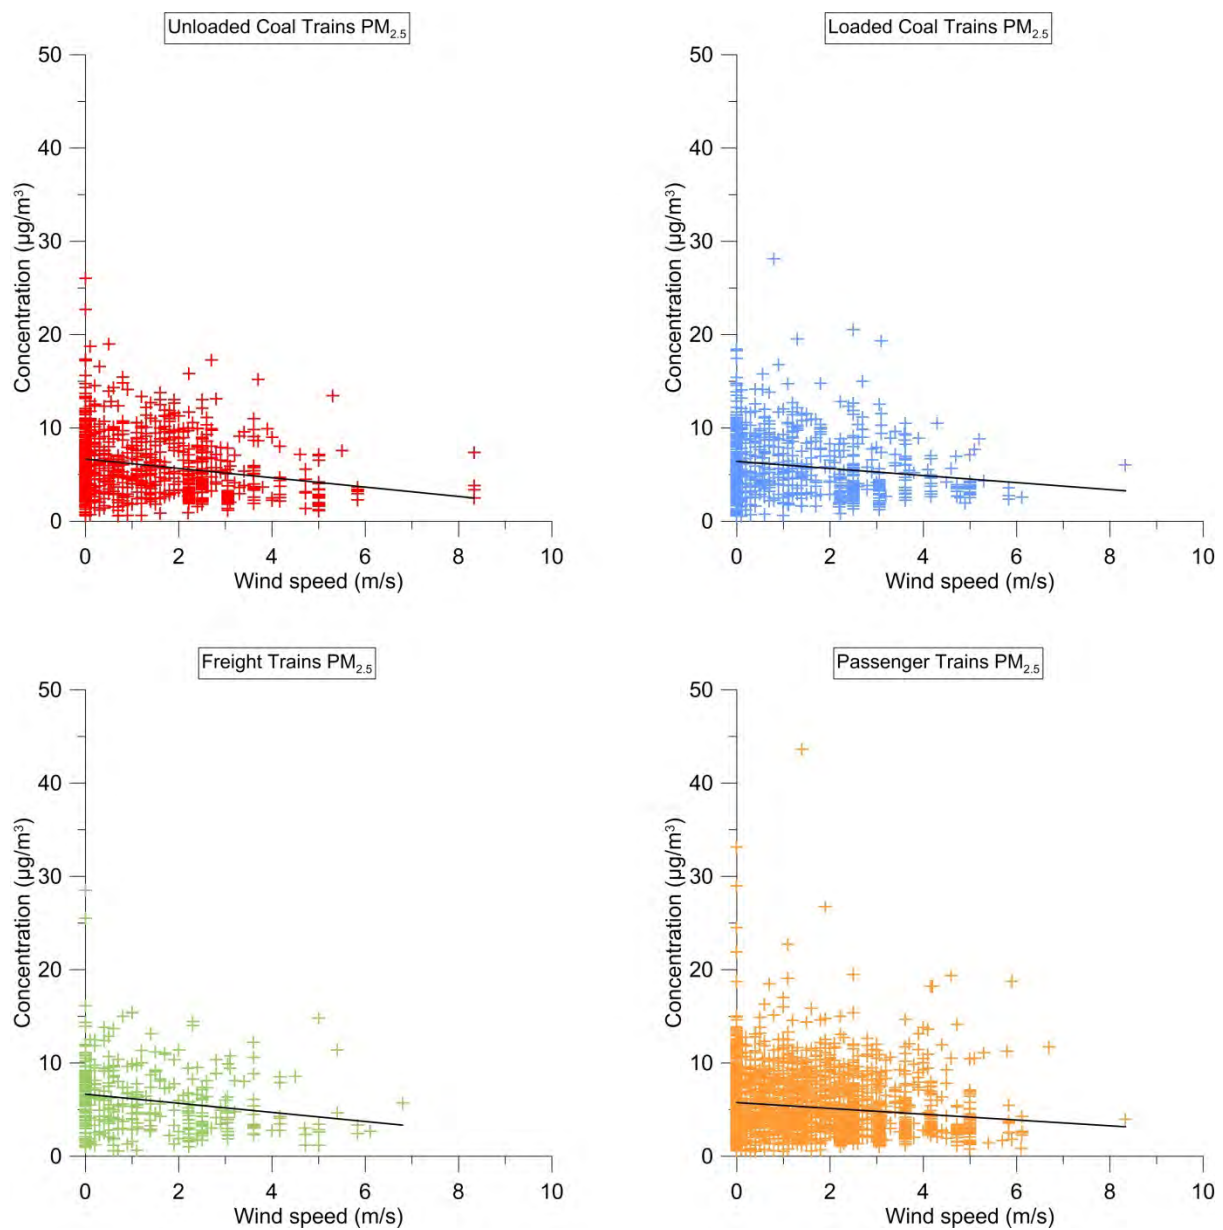 Unloaded Coal Trains PM2.5
50
40
30
20
10
0
Concentration (µg/m³)
0 2 4 6 8 10
Wind speed (m/s)
Loaded Coal Trains PM2.5
50
40
30
20
10
0
Concentration (µg/m³)
0 2 4 6 8 10
Wind speed (m/s)
Freight Trains PM2.5
50
40
30
20
10
0
Concentration (µg/m³)
0 2 4 6 8 10
Wind speed (m/s)
Passenger Trains PM2.5
50
40
30
20
10
0
Concentration (µg/m³)
0 2 4 6 8 10
Wind speed (m/s)